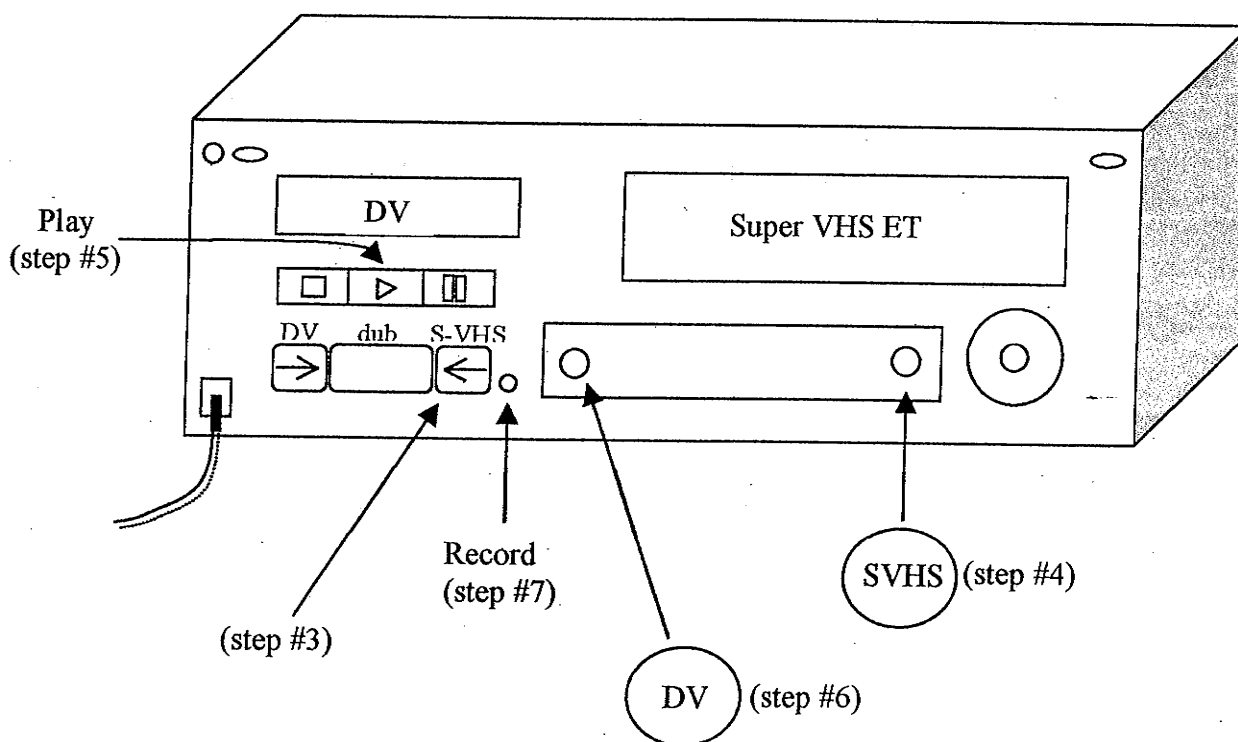 DV
Super VHS ET
Play
(step #5)
DV dub S-VHS
Record
(step #7)
SVHS (step #4)
(step #3)
DV (step #6)